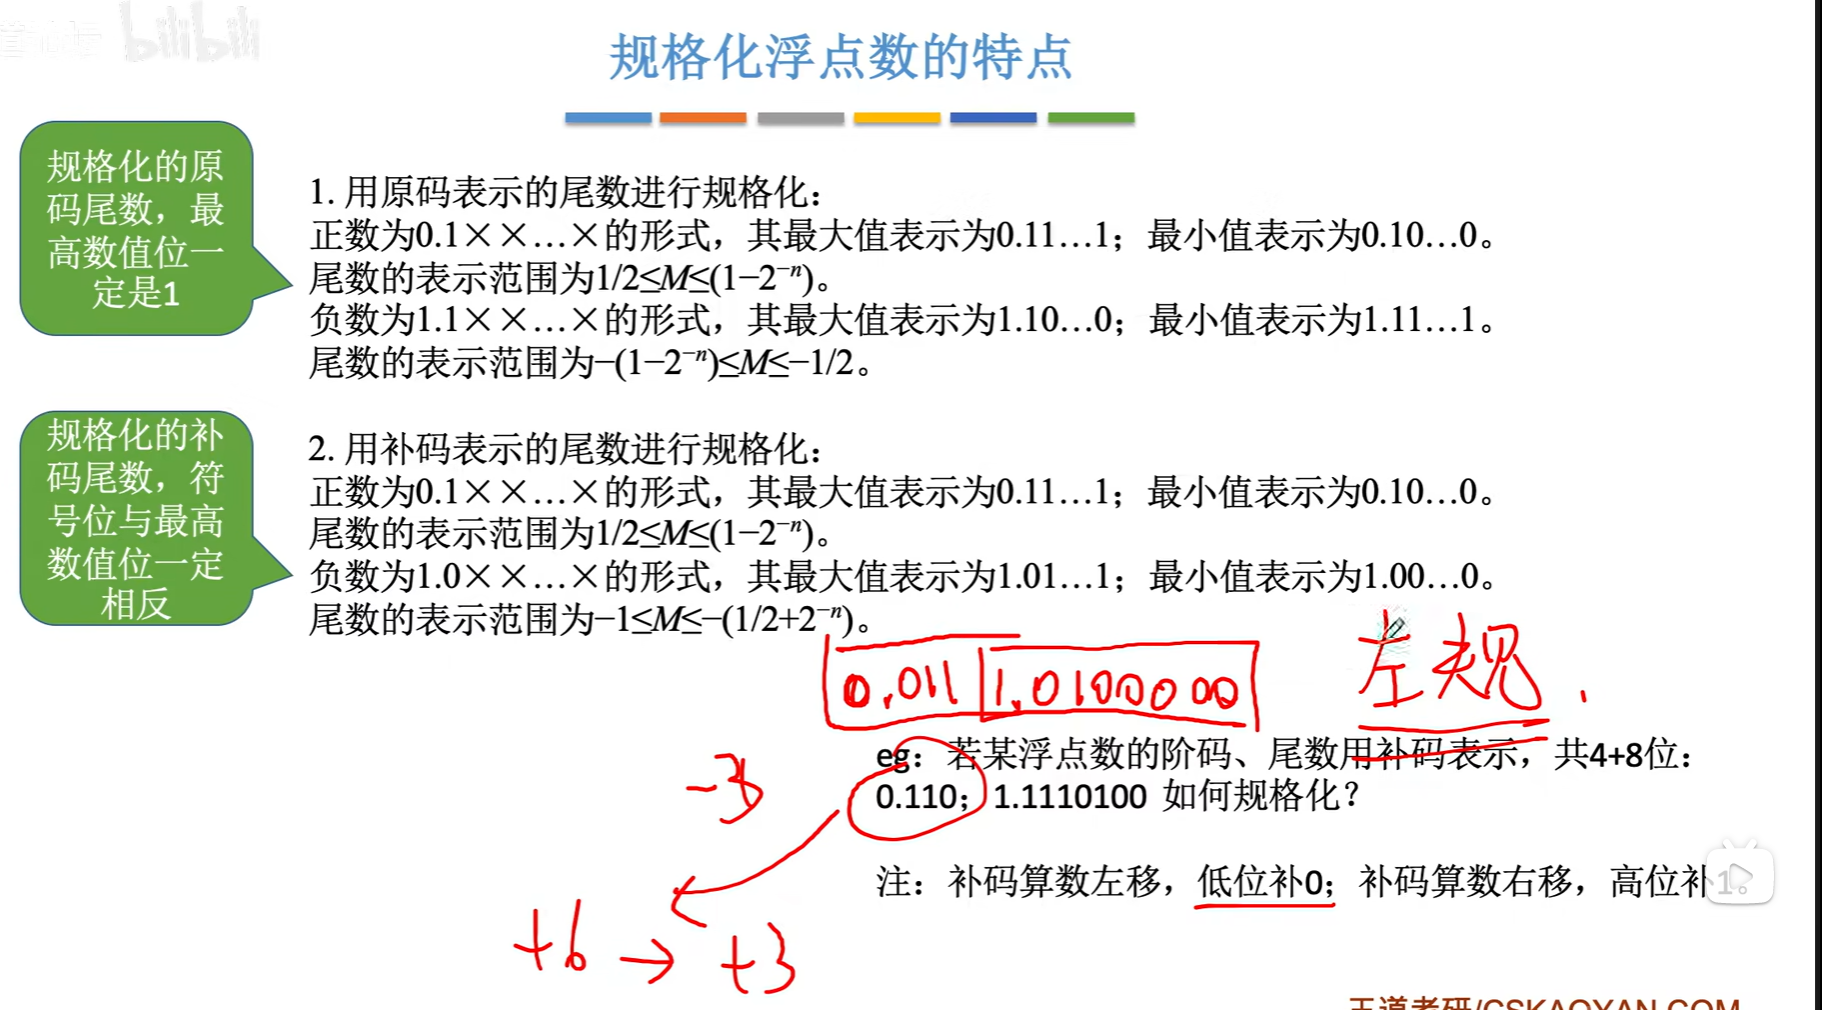 bilibili
规格化浮点数的特点
规格化的原
码尾数，最
高数值位一
定是1
1. 用原码表示的尾数进行规格化：
正数为0.1××…×的形式，其最大值表示为0.11…1；最小值表示为0.10…0。
尾数的表示范围为1/2≤M≤(1−2⁻ⁿ)。
负数为1.1××…×的形式，其最大值表示为1.10…0；最小值表示为1.11…1。
尾数的表示范围为−(1−2⁻ⁿ)≤M≤−1/2。
规格化的补
码尾数，符
号位与最高
数值位一定
相反
2. 用补码表示的尾数进行规格化：
正数为0.1××…×的形式，其最大值表示为0.11…1；最小值表示为0.10…0。
尾数的表示范围为1/2≤M≤(1−2⁻ⁿ)。
负数为1.0××…×的形式，其最大值表示为1.01…1；最小值表示为1.00…0。
尾数的表示范围为−1≤M≤−(1/2+2⁻ⁿ)。
0.011 1.0100000 左规.
eg：若某浮点数的阶码、尾数用补码表示，共4+8位：
0.110；1.1110100 如何规格化？
-3
注：补码算数左移，低位补0；补码算数右移，高位补1。
+6 → +3
王道考研/CSKAOYAN.COM